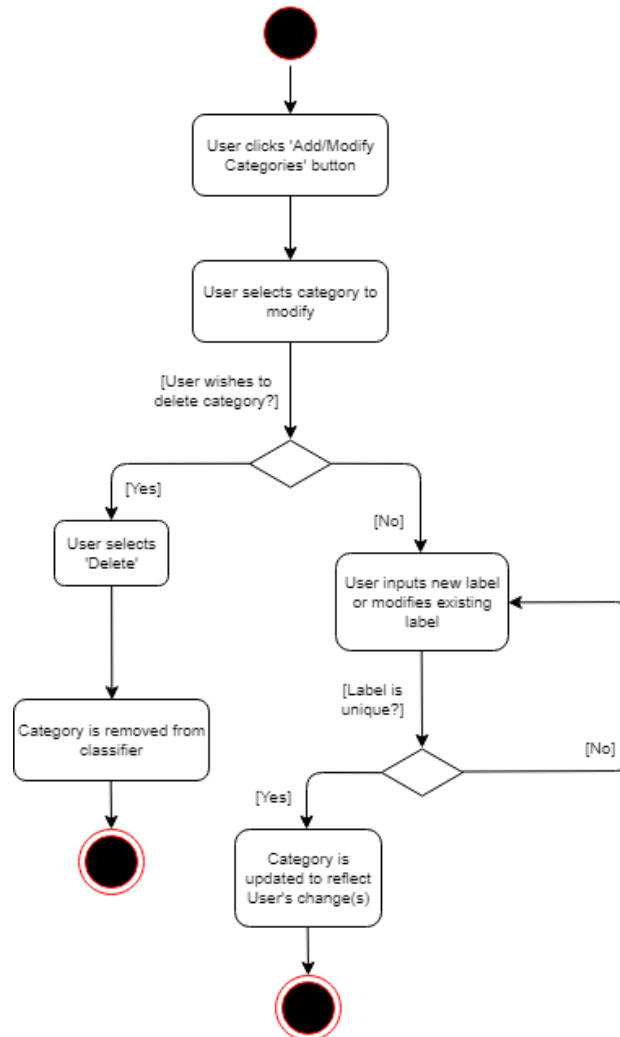 User clicks 'Add/Modify
Categories' button
User selects category to
modify
[User wishes to
delete category?]
[Yes]
[No]
User selects
'Delete'
User inputs new label
or modifies existing
label
[Label is
unique?]
Category is removed from
classifier
[No]
[Yes]
Category is
updated to reflect
User's change(s)